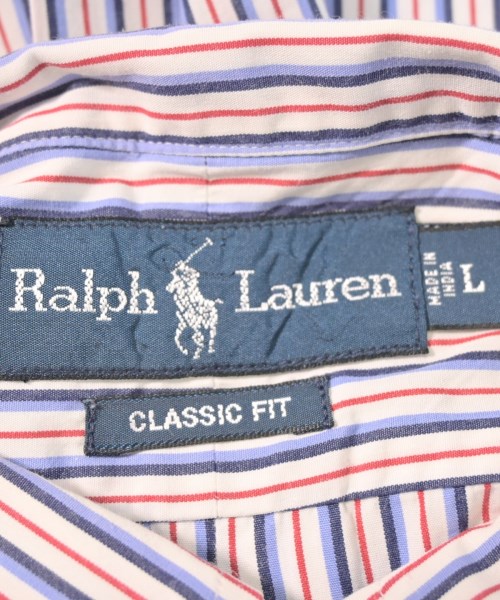 Ralph Lauren
MADE IN
INDIA
L
CLASSIC FIT